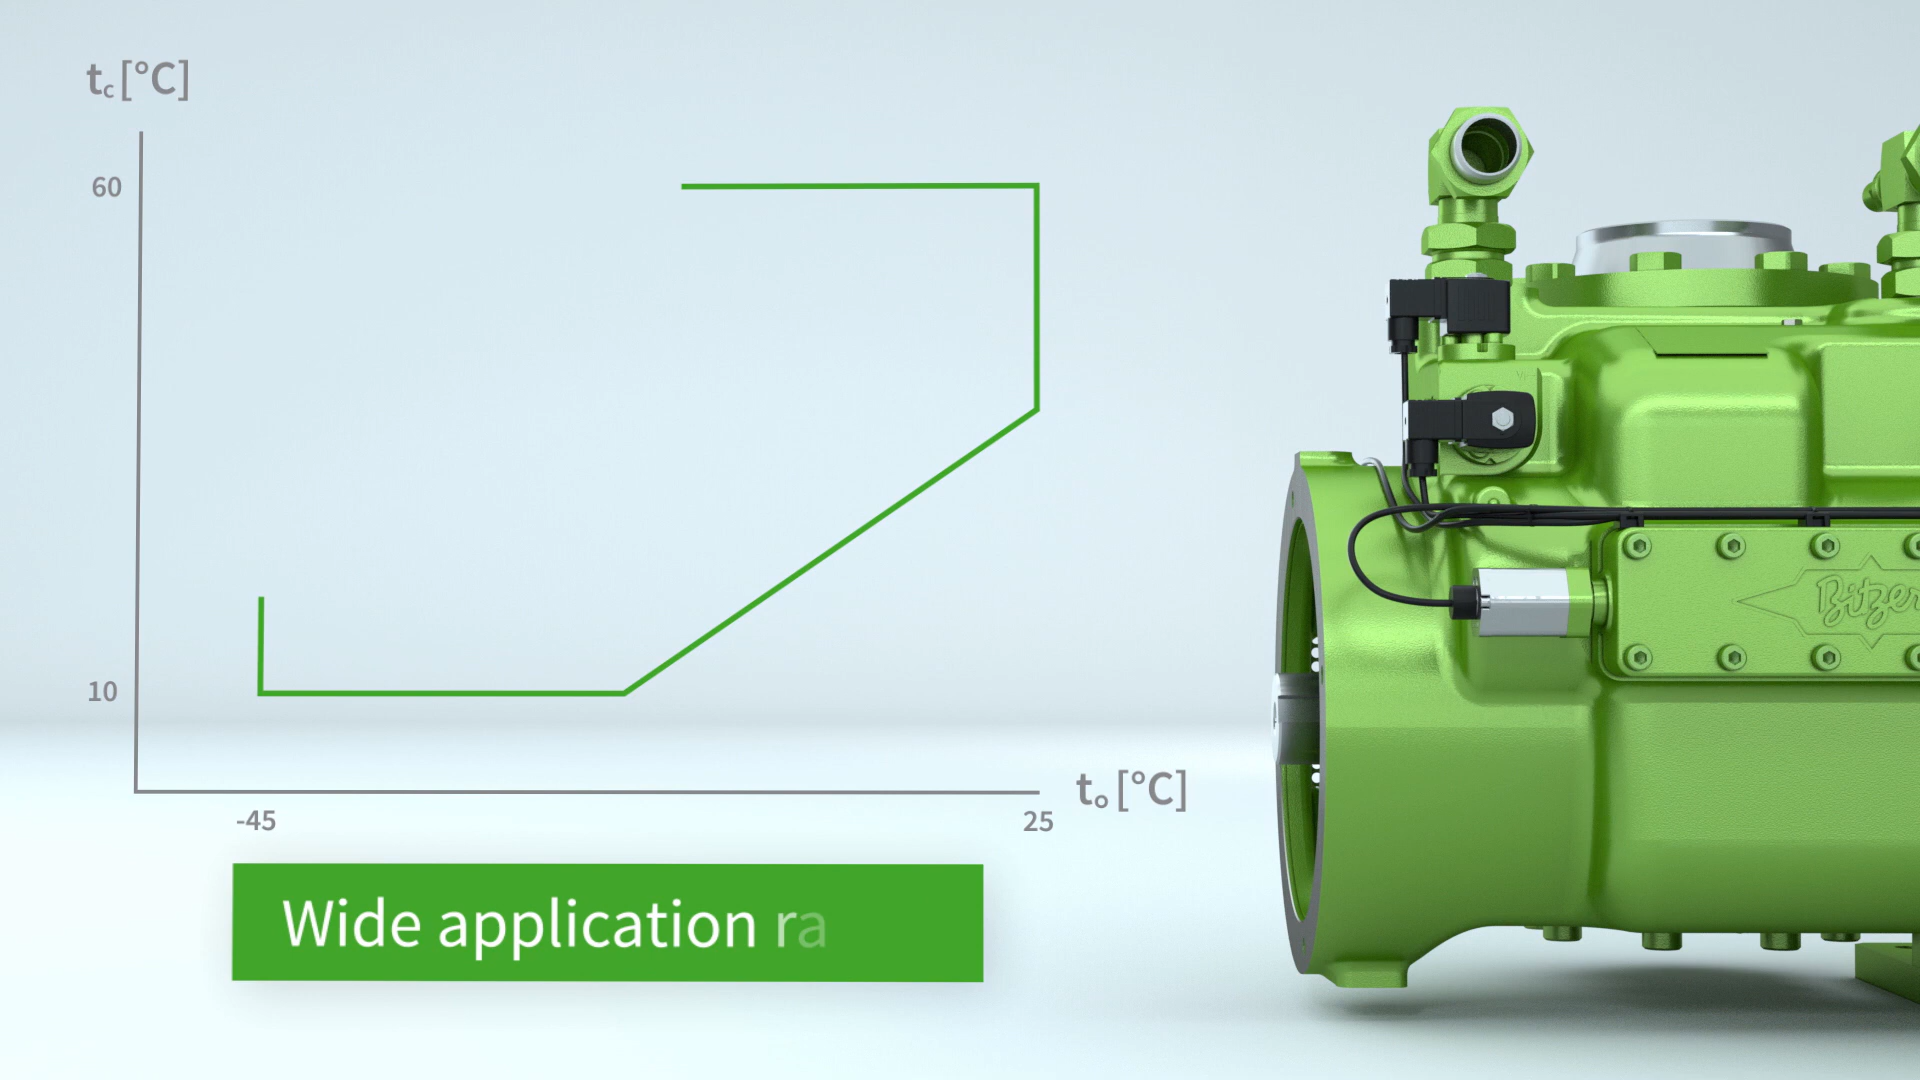 tc [°C]
60
10
-45
25
to [°C]
Wide application ra
Bitzer